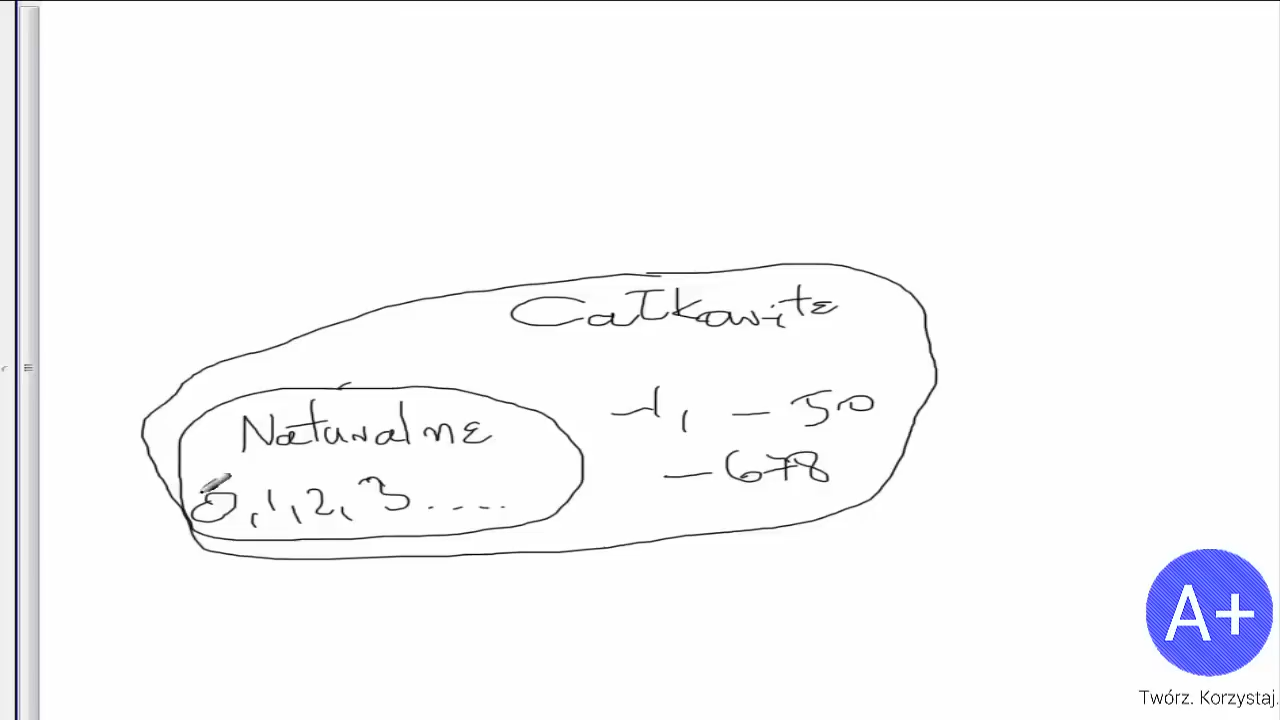 Całkowite
-1, -50
-678
Naturalne
0, 1, 2, 3.....
A+
Twórz. Korzystaj.